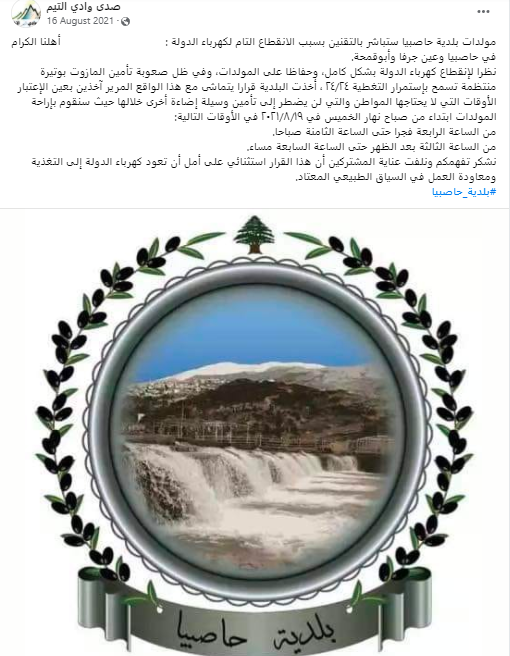 صدى وادي التيم
16 August 2021
مولدات بلدية حاصبيا ستباشر بالتقنين بسبب الانقطاع التام لكهرباء الدولة : أهلنا الكرام
في حاصبيا وعين جرفا وأبوقمحة.
نظرا لإنقطاع كهرباء الدولة بشكل كامل، وحفاظا على المولدات، وفي ظل صعوبة تأمين المازوت بوتيرة
منتظمة تسمح بإستمرار التغطية ٢٤/٢٤ ، أخذت البلدية قرارا يتماشى مع هذا الواقع المرير آخذين بعين الإعتبار
الأوقات التي لا يحتاجها المواطن والتي لن يضطر إلى تأمين وسيلة إضاءة أخرى خلالها حيث سنقوم بإراحة
المولدات ابتداء من صباح نهار الخميس في ٢٠٢١/٨/١٩ في الأوقات التالية:
من الساعة الرابعة فجرا حتى الساعة الثامنة صباحا.
من الساعة الثالثة بعد الظهر حتى الساعة السابعة مساء.
نشكر تفهمكم ونلفت عناية المشتركين أن هذا القرار استثنائي على أمل أن تعود كهرباء الدولة إلى التغذية
ومعاودة العمل في السياق الطبيعي المعتاد.
#بلدية_حاصبيا
بلدية حاصبيا